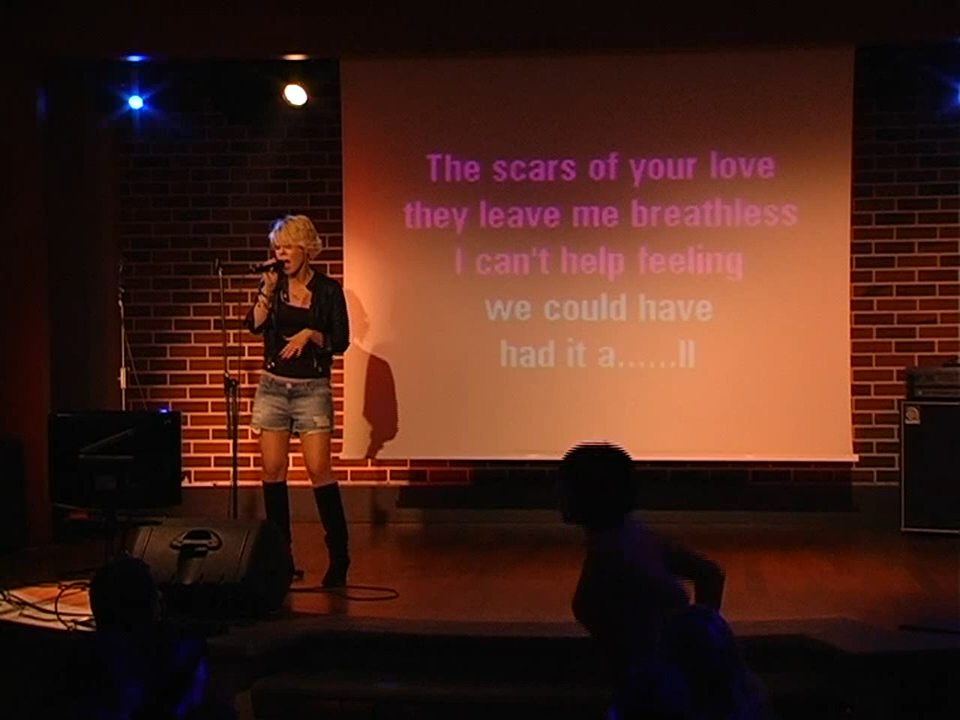 The scars of your love
they leave me breathless
I can't help feeling
we could have
had it a......ll